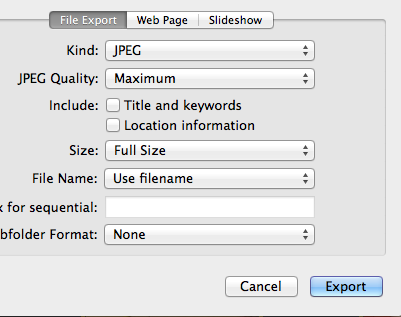 File Export Web Page Slideshow
Kind: JPEG
JPEG Quality: Maximum
Include: Title and keywords
Location information
Size: Full Size
File Name: Use filename
x for sequential:
bfolder Format: None
Cancel Export